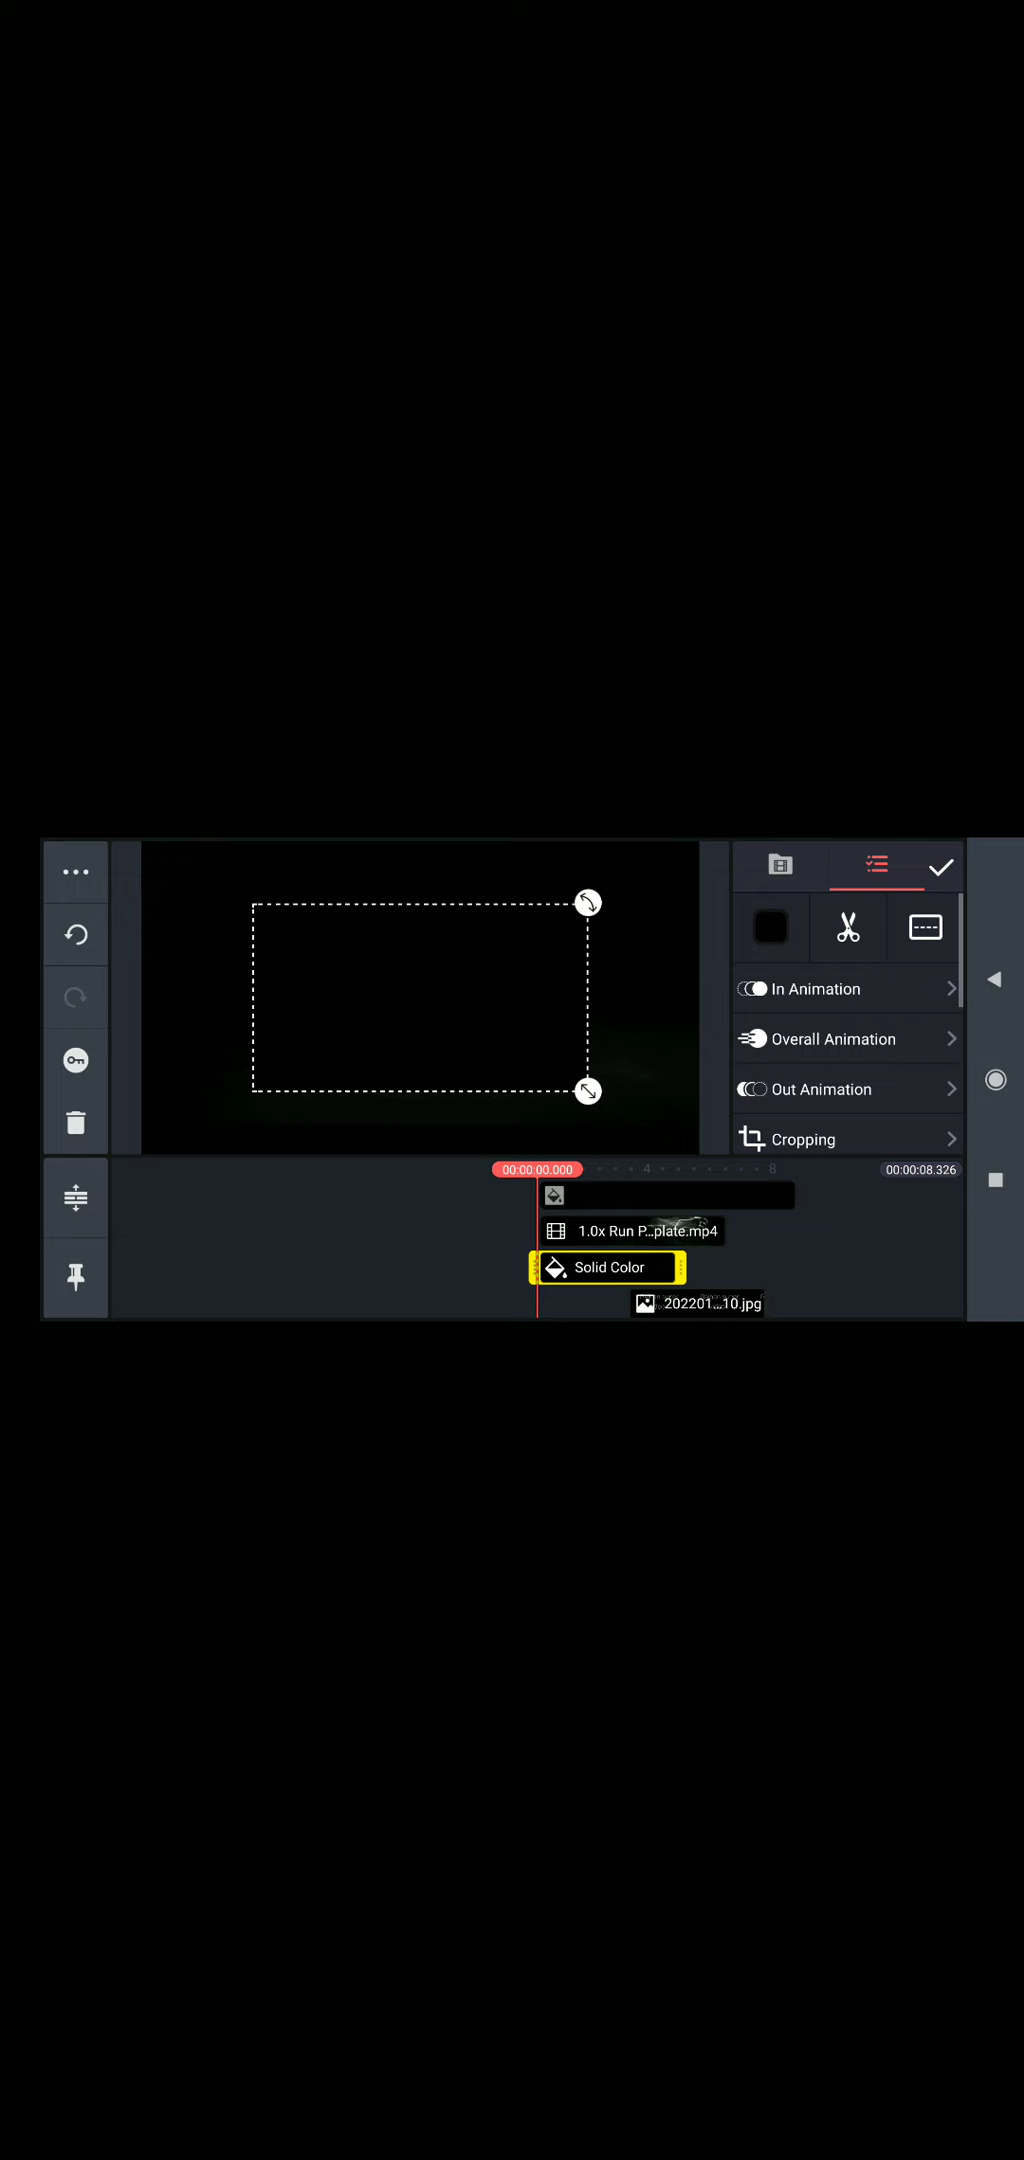 In Animation
Overall Animation
Out Animation
Cropping
00:00:00.000
4
8
00:00:08.326
1.0x Run P...plate.mp4
Solid Color
202201...10.jpg